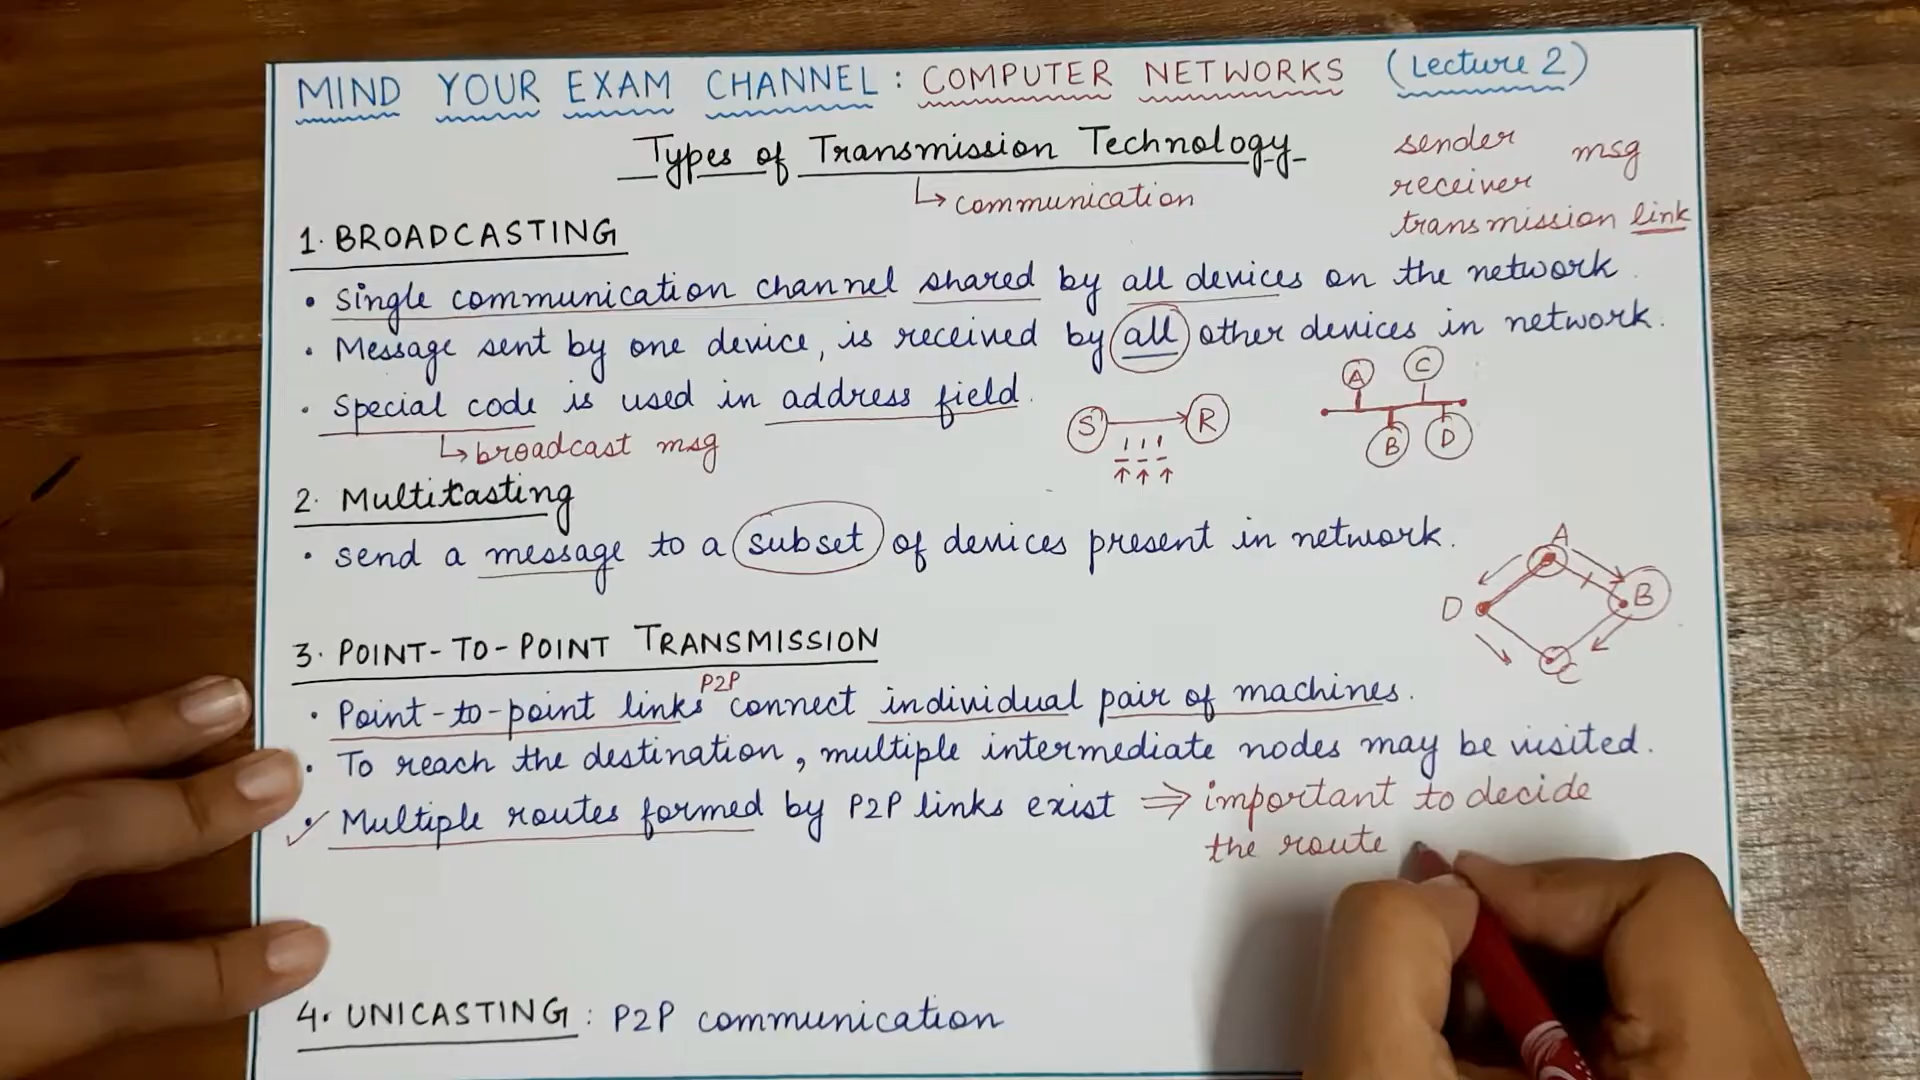 MIND YOUR EXAM CHANNEL : COMPUTER NETWORKS (Lecture 2)
Types of Transmission Technology
↳ communication
sender msg
receiver
transmission link
1. BROADCASTING
• Single communication channel shared by all devices on the network.
• Message sent by one device, is received by all other devices in network.
• Special code is used in address field.
↳ broadcast msg
S R
A C
B D
2. Multicasting
• send a message to a subset of devices present in network.
A
D B
C
3. POINT-TO-POINT TRANSMISSION
P2P
• Point-to-point links connect individual pair of machines.
• To reach the destination, multiple intermediate nodes may be visited.
• Multiple routes formed by P2P links exist ⇒ important to decide
the route
4. UNICASTING : P2P communication